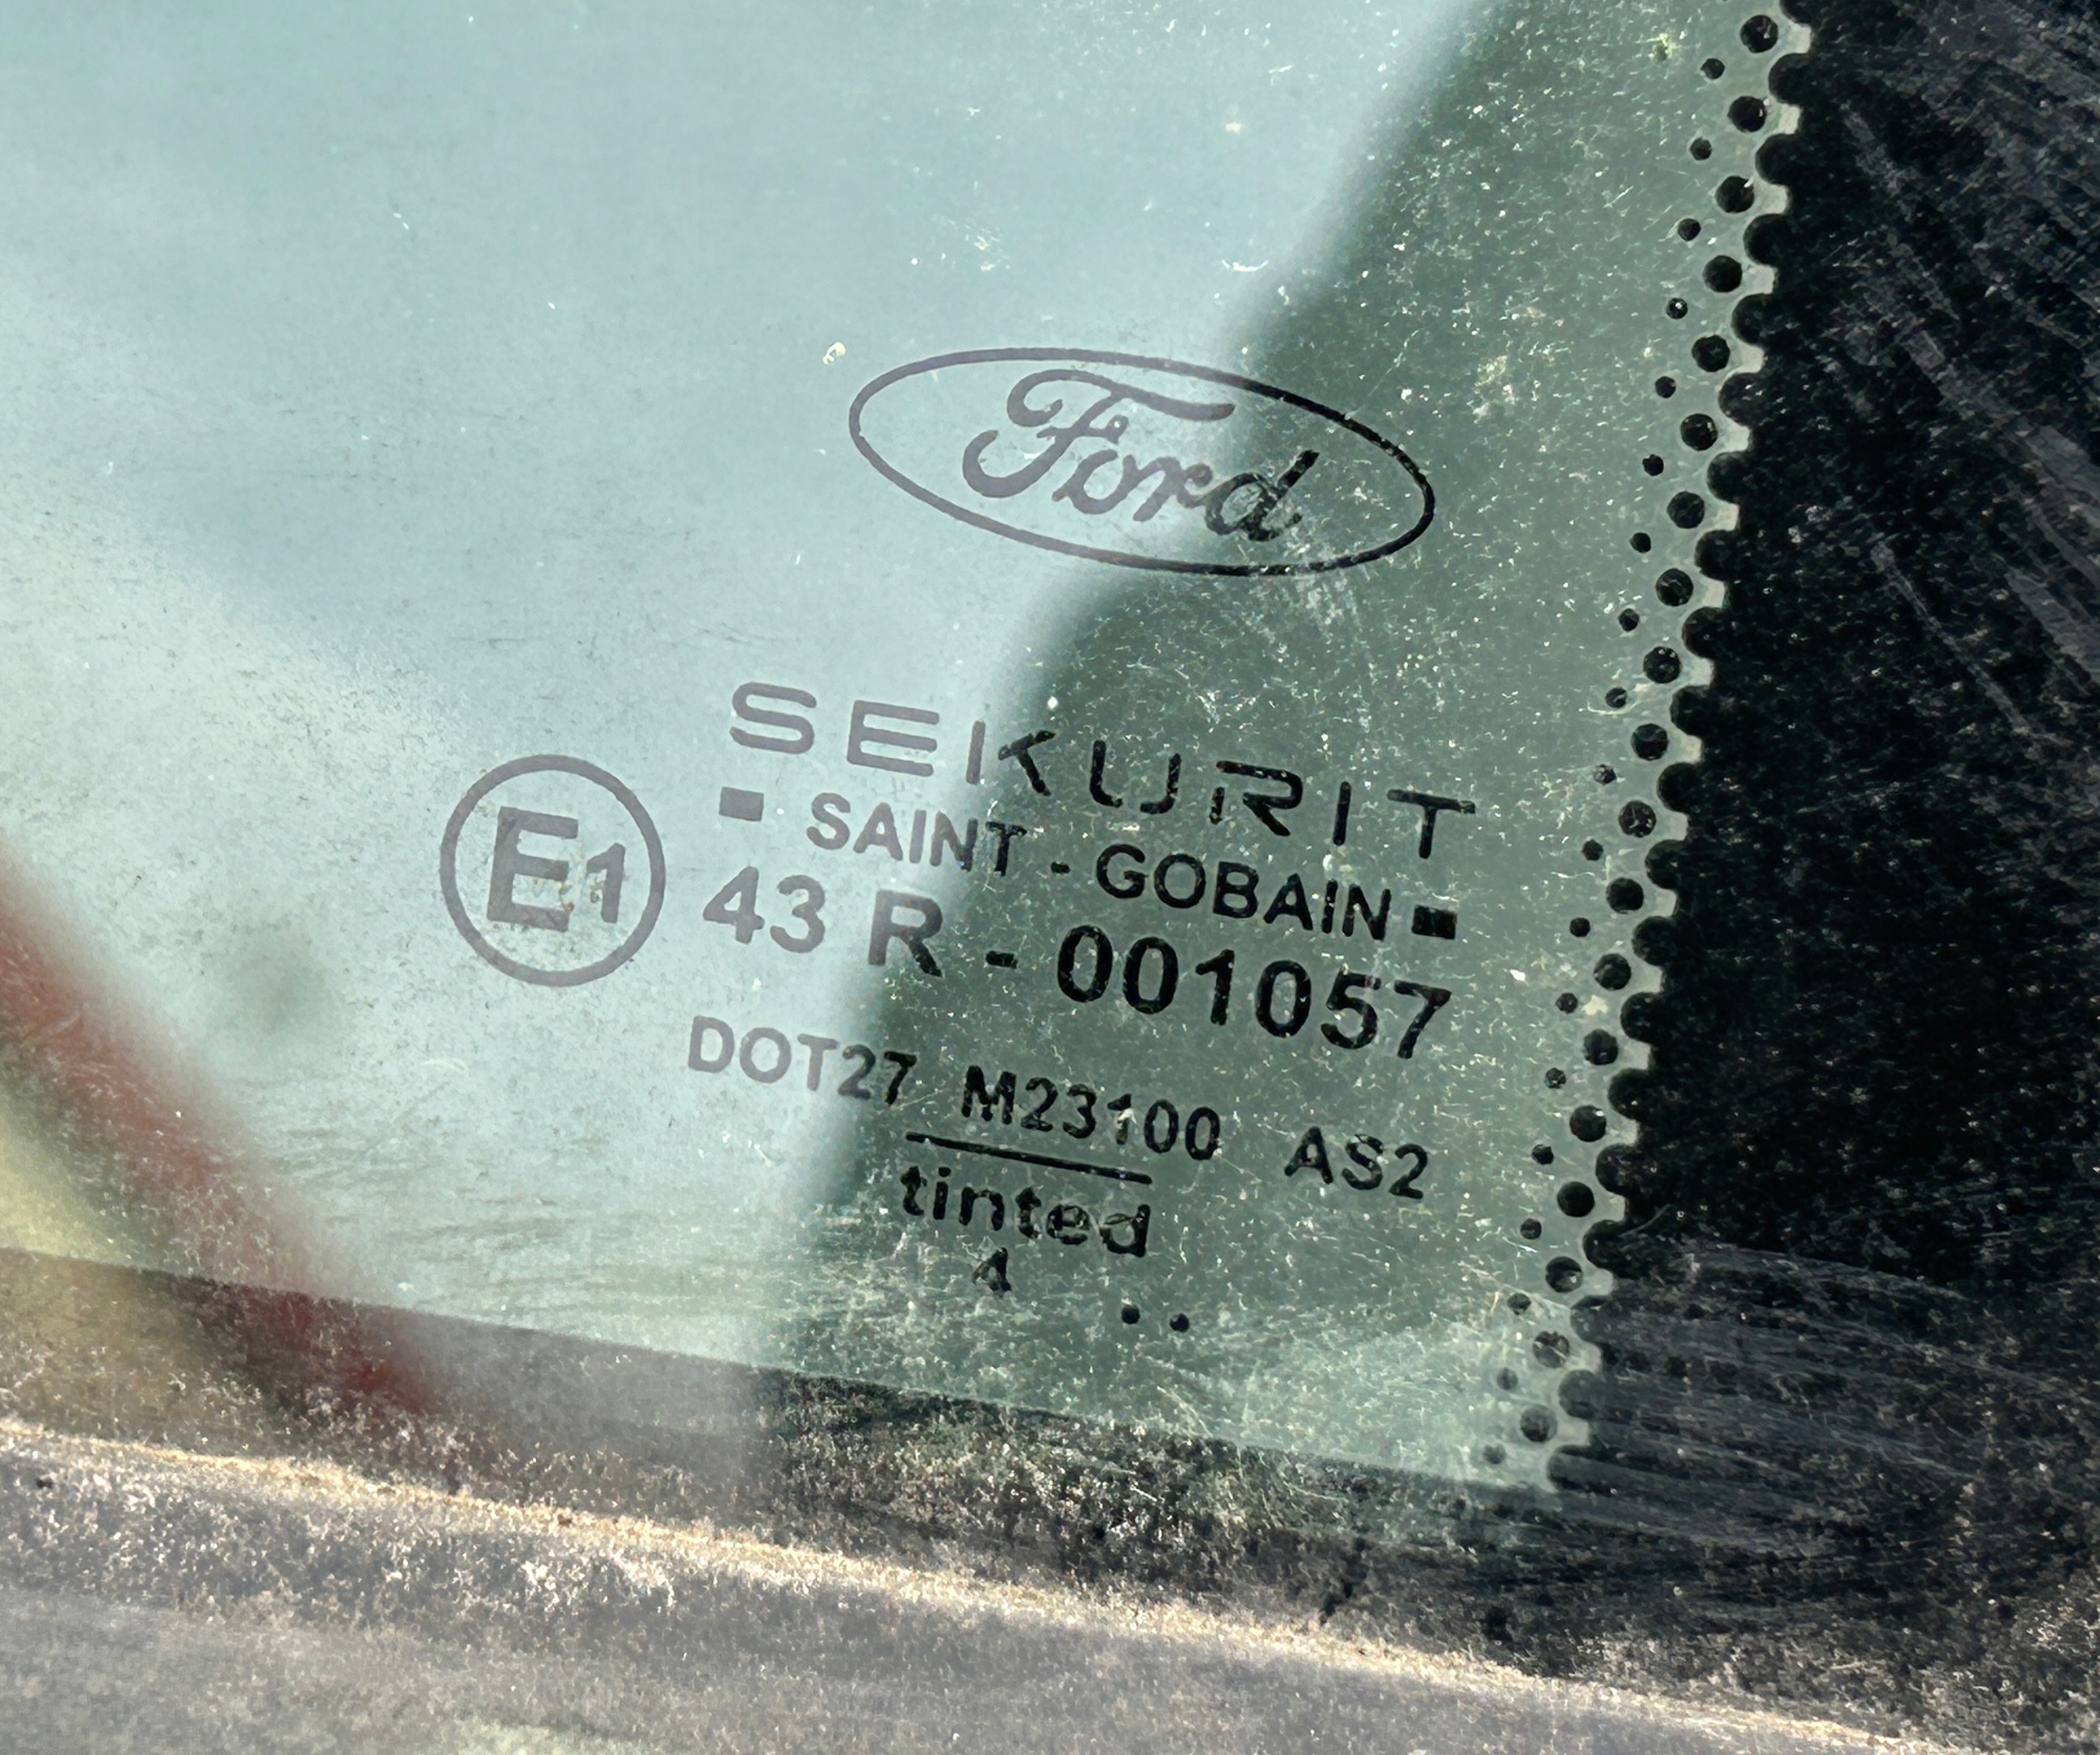 Ford
SEKURIT
SAINT - GOBAIN
E1 43 R - 001057
DOT27 M23100 AS2
tinted
4
..